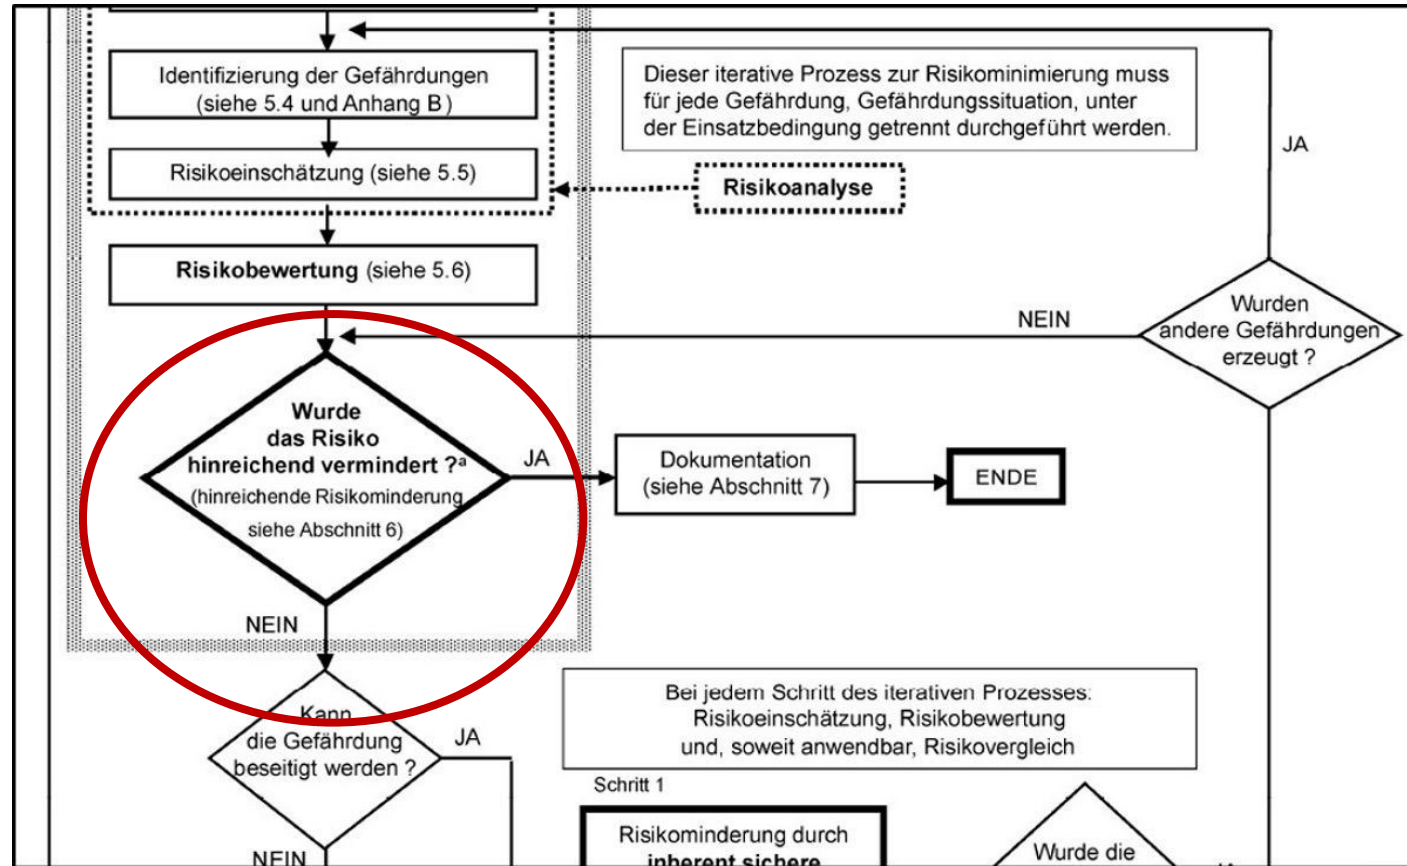 Identifizierung der Gefährdungen
(siehe 5.4 und Anhang B)
Dieser iterative Prozess zur Risikominimierung muss
für jede Gefährdung, Gefährdungssituation, unter
der Einsatzbedingung getrennt durchgeführt werden.
JA
Risikoeinschätzung (siehe 5.5)
Risikoanalyse
Risikobewertung (siehe 5.6)
NEIN
Wurden
andere Gefährdungen
erzeugt ?
Wurde
das Risiko
hinreichend vermindert ?ª
(hinreichende Risikominderung
siehe Abschnitt 6)
JA
Dokumentation
(siehe Abschnitt 7)
ENDE
NEIN
Kann
die Gefährdung
beseitigt werden ?
JA
Bei jedem Schritt des iterativen Prozesses:
Risikoeinschätzung, Risikobewertung
und, soweit anwendbar, Risikovergleich
Schritt 1
Risikominderung durch
inherent sichere
Wurde die
NEIN